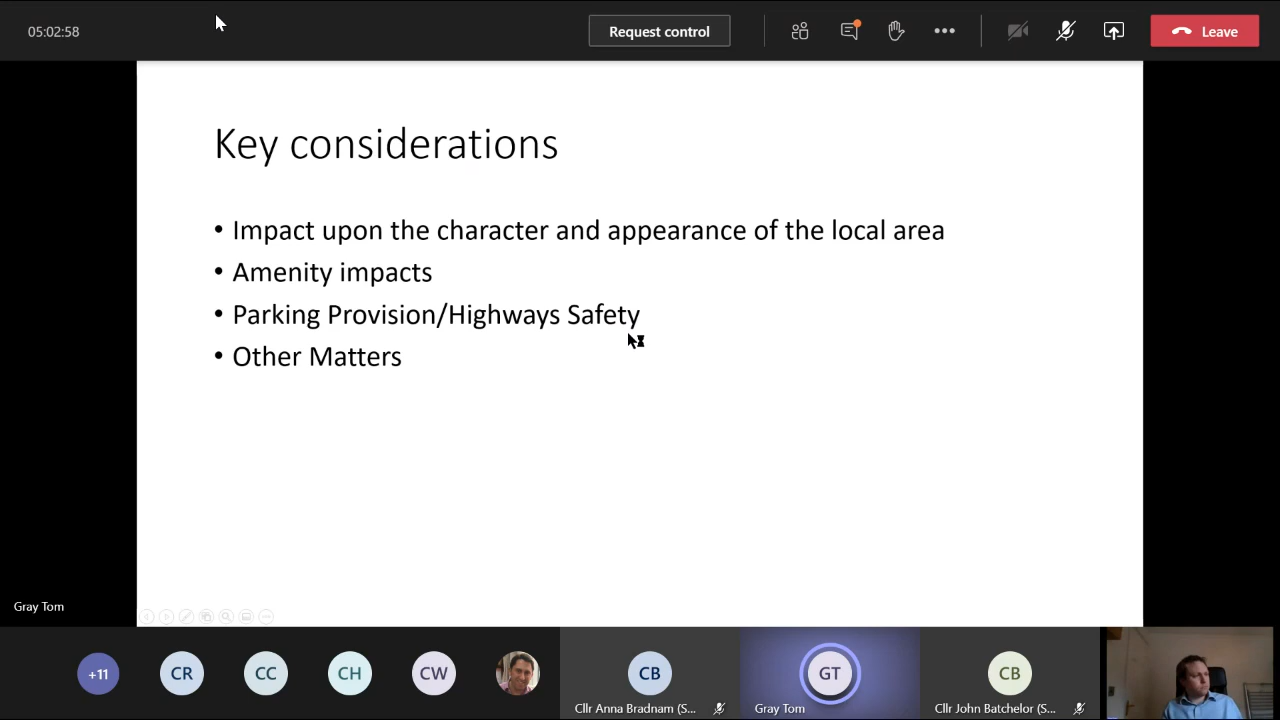 05:02:58
Request control
Leave
Key considerations
• Impact upon the character and appearance of the local area
• Amenity impacts
• Parking Provision/Highways Safety
• Other Matters
Gray Tom
+11
CR
CC
CH
CW
CB
GT
CB
Cllr Anna Bradnam (S...
Gray Tom
Cllr John Batchelor (S...